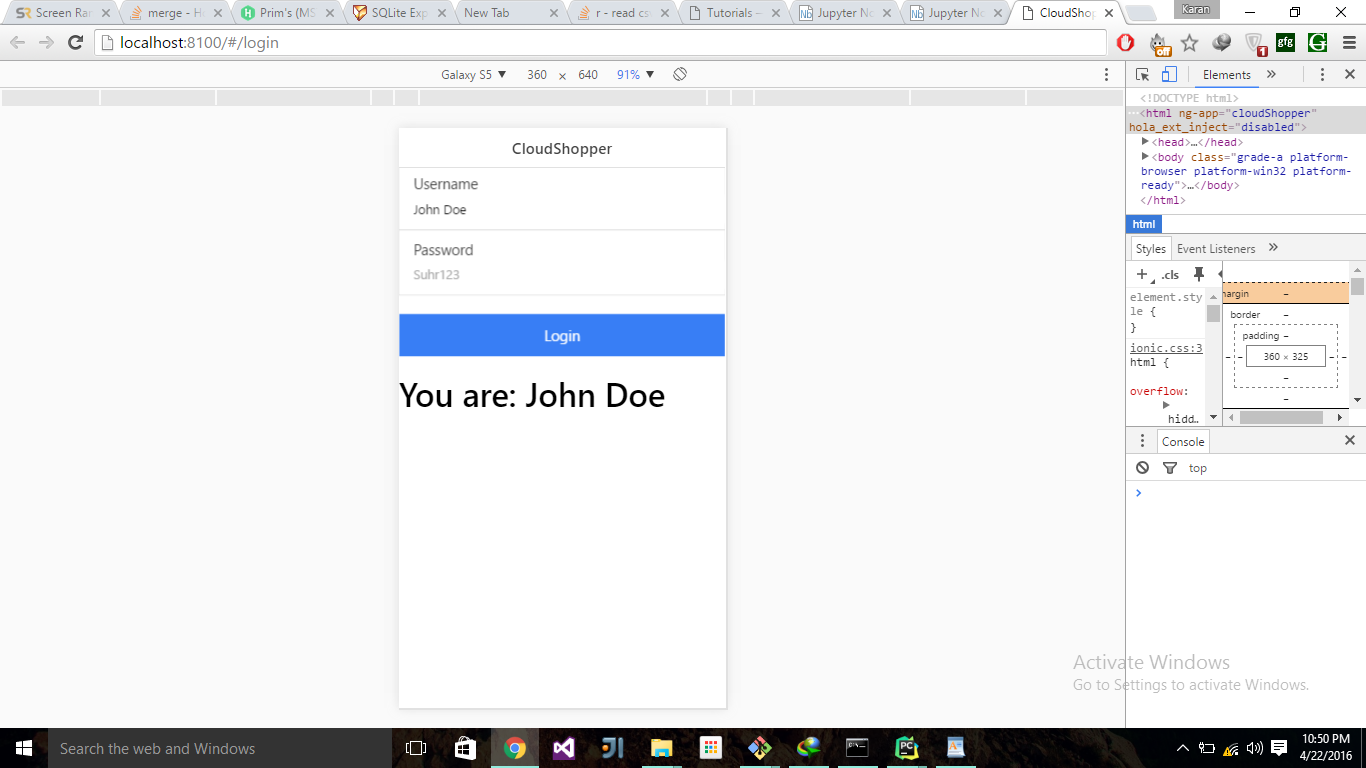 Screen Ran
merge - H
Prim's (MS
SQLite Exp
New Tab
r - read cs
Tutorials –
Jupyter No
Jupyter No
CloudShop
Karan
localhost:8100/#/login
off
1
gfg
G
Galaxy S5 ▼ 360 × 640 91% ▼
Elements »
<!DOCTYPE html>
···<html ng-app="cloudShopper"
hola_ext_inject="disabled">
▶<head>…</head>
▶<body class="grade-a platform-
browser platform-win32 platform-
ready">…</body>
</html>
html
Styles Event Listeners »
+ .cls
element.sty
le {
}
ionic.css:3
html {
overflow:
▶
hidd…
margin –
border –
padding –
– – 360 × 325 – –
–
–
Console
top
>
CloudShopper
Username
John Doe
Password
Suhr123
Login
You are: John Doe
Activate Windows
Go to Settings to activate Windows.
Search the web and Windows
10:50 PM
4/22/2016